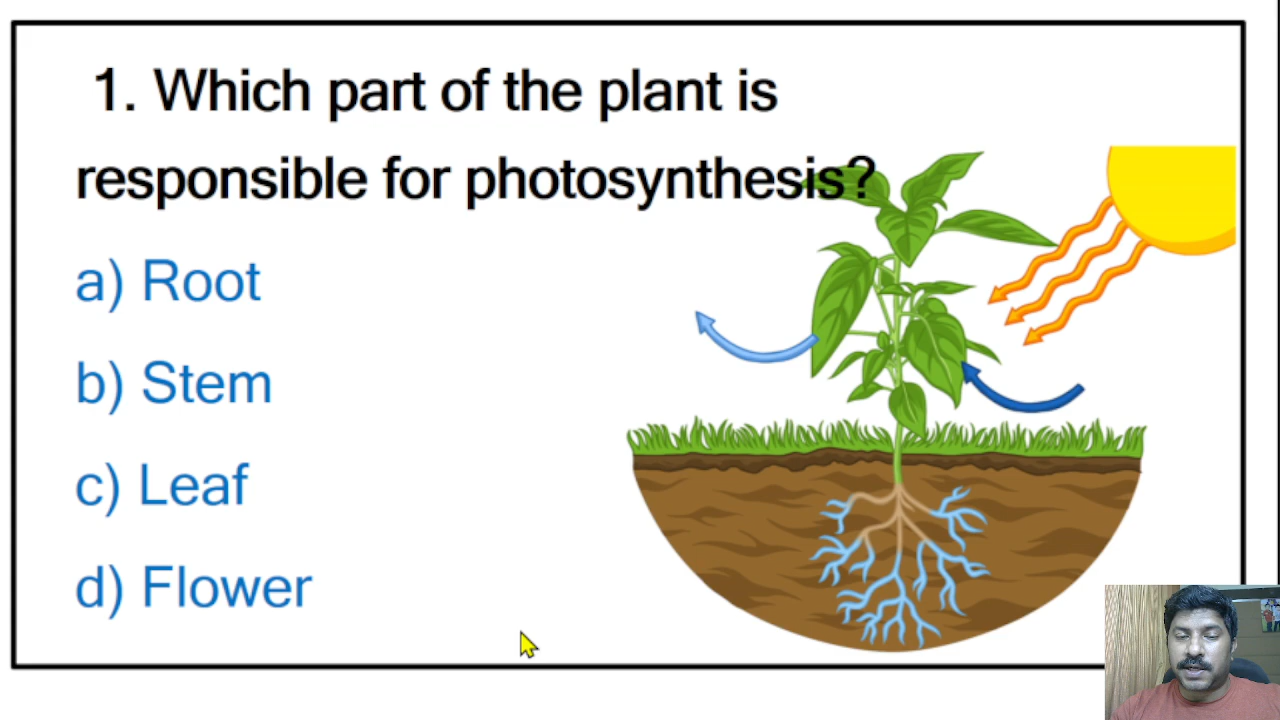 1. Which part of the plant is
responsible for photosynthesis?
a) Root
b) Stem
c) Leaf
d) Flower